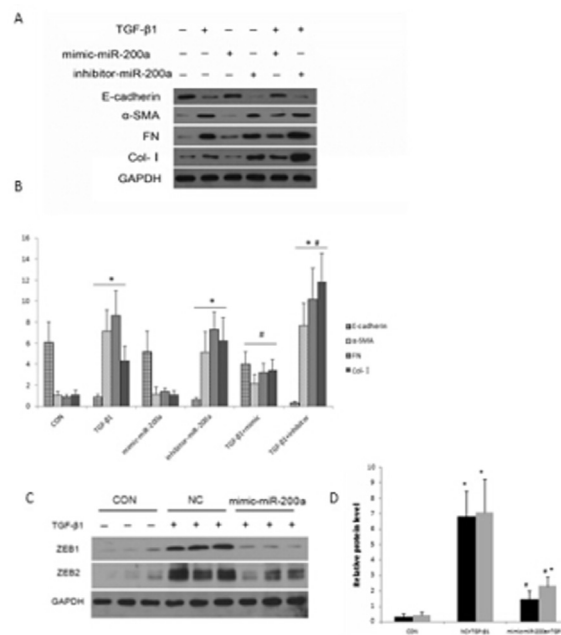 A
TGF-β1 − + − − + +
mimic-miR-200a − − + − + −
inhibitor-miR-200a − − − + − +
E-cadherin
α-SMA
FN
Col- I
GAPDH
B
16
14
12
10
8
6
4
2
0
* * # * #
CON TGF-β1 mimic-miR-200a inhibitor-miR-200a TGF-β1+mimic TGF-β1+inhibitor
E-cadherin
α-SMA
FN
Col- I
C
CON NC mimic-miR-200a
TGF-β1 − − − + + + + + +
ZEB1
ZEB2
GAPDH
D
Relative protein level
10
9
8
7
6
5
4
3
2
1
0
* *
CON